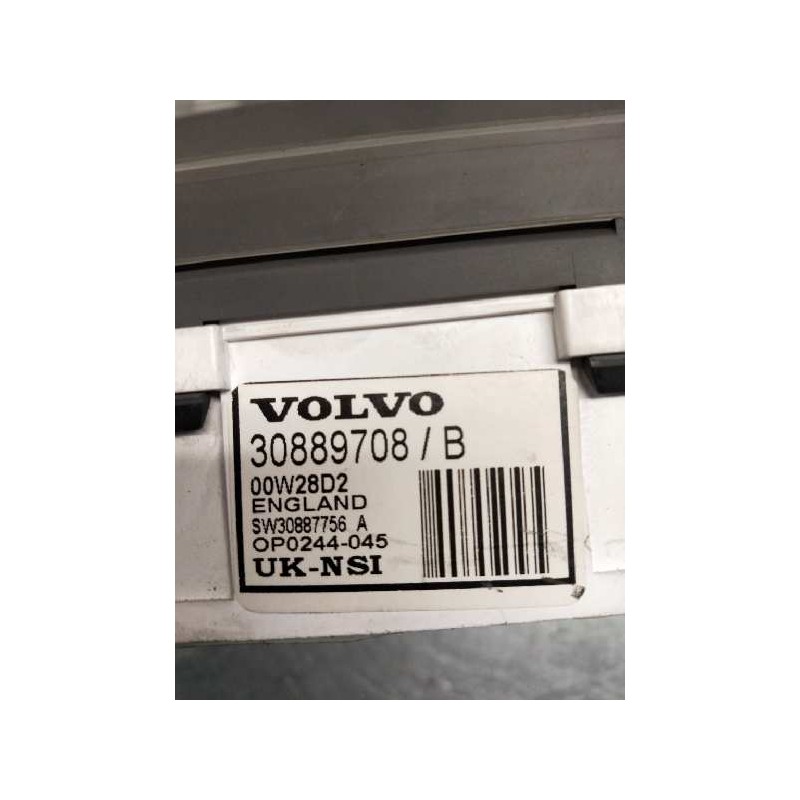 VOLVO
30889708 / B
00W28D2
ENGLAND
SW30887756 A
OP0244-045
UK-NSI